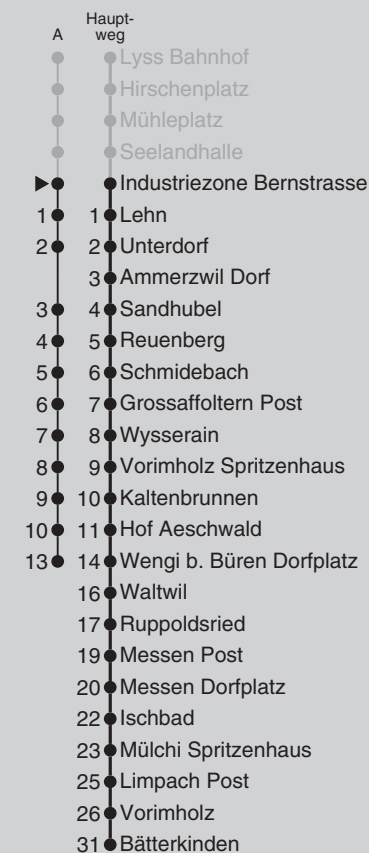 A Haupt-
weg
Lyss Bahnhof
Hirschenplatz
Mühleplatz
Seelandhalle
Industriezone Bernstrasse
1 1 Lehn
2 2 Unterdorf
3 Ammerzwil Dorf
3 4 Sandhubel
4 5 Reuenberg
5 6 Schmidebach
6 7 Grossaffoltern Post
7 8 Wysserain
8 9 Vorimholz Spritzenhaus
9 10 Kaltenbrunnen
10 11 Hof Aeschwald
13 14 Wengi b. Büren Dorfplatz
16 Waltwil
17 Ruppoldsried
19 Messen Post
20 Messen Dorfplatz
22 Ischbad
23 Mülchi Spritzenhaus
25 Limpach Post
26 Vorimholz
31 Bätterkinden